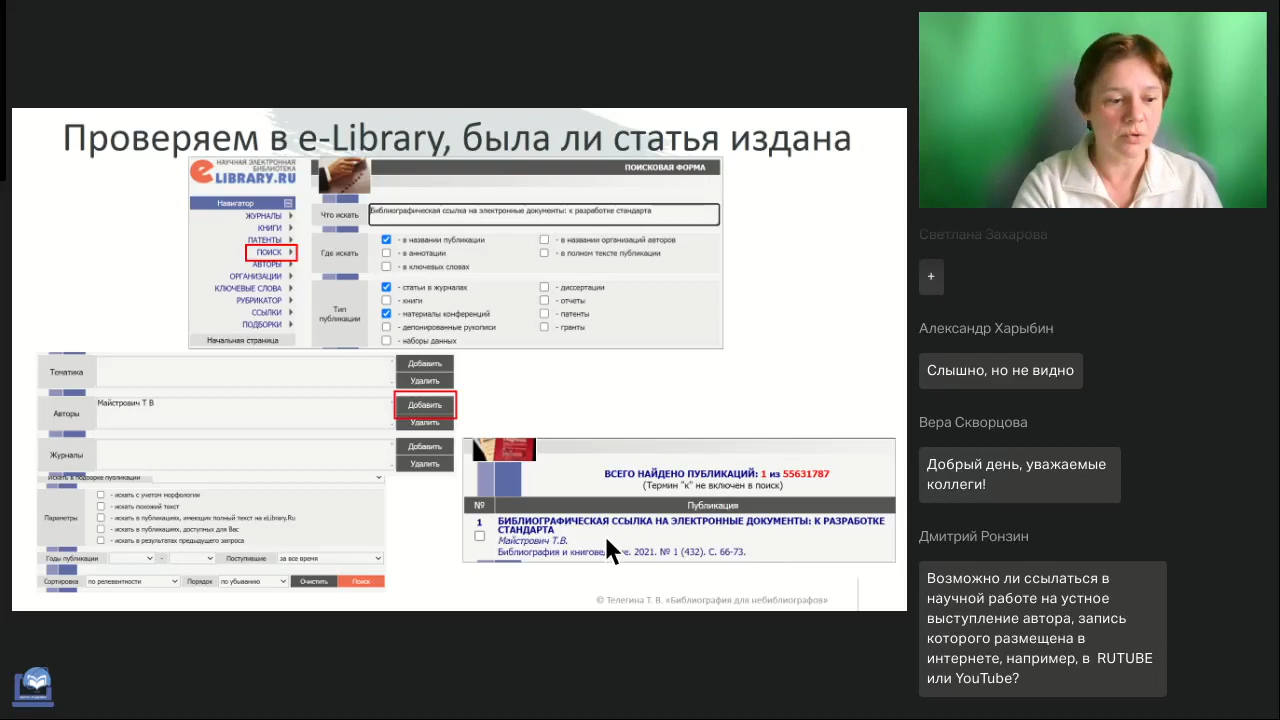 Проверяем в e-Library, была ли статья издана
НАУЧНАЯ ЭЛЕКТРОННАЯ
БИБЛИОТЕКА
eLIBRARY.RU
Навигатор
ЖУРНАЛЫ
КНИГИ
ПАТЕНТЫ
ПОИСК
АВТОРЫ
ОРГАНИЗАЦИИ
КЛЮЧЕВЫЕ СЛОВА
РУБРИКАТОР
ССЫЛКИ
ПОДБОРКИ
Начальная страница
ПОИСКОВАЯ ФОРМА
Что искать
Библиографическая ссылка на электронные документы: к разработке стандарта
Где искать
- в названии публикации
- в названии организаций авторов
- в аннотации
- в полном тексте публикации
- в ключевых словах
Тип
публикации
- статьи в журналах
- диссертации
- книги
- отчеты
- материалы конференций
- патенты
- депонированные рукописи
- гранты
- наборы данных
Тематика
Добавить
Удалить
Авторы
Майстрович Т В
Добавить
Удалить
Журналы
Добавить
Удалить
искать в подборке публикаций
Параметры
- искать с учетом морфологии
- искать похожий текст
- искать в публикациях, имеющих полный текст на eLibrary.Ru
- искать в публикациях, доступных для Вас
- искать в результатах предыдущего запроса
Годы публикации
-
Поступившие
за все время
Сортировка
по релевантности
Порядок
по убыванию
Очистить
Поиск
ВСЕГО НАЙДЕНО ПУБЛИКАЦИЙ: 1 из 55631787
(Термин "к" не включен в поиск)
№
Публикация
1
БИБЛИОГРАФИЧЕСКАЯ ССЫЛКА НА ЭЛЕКТРОННЫЕ ДОКУМЕНТЫ: К РАЗРАБОТКЕ
СТАНДАРТА
Майстрович Т.В.
Библиография и 2021. № 1 (432). С. 66-73.
© Телегина Т. В. «Библиография для небиблиографов»
Светлана Захарова
+
Александр Харыбин
Слышно, но не видно
Вера Скворцова
Добрый день, уважаемые
коллеги!
Дмитрий Ронзин
Возможно ли ссылаться в
научной работе на устное
выступление автора, запись
которого размещена в
интернете, например, в RUTUBE
или YouTube?